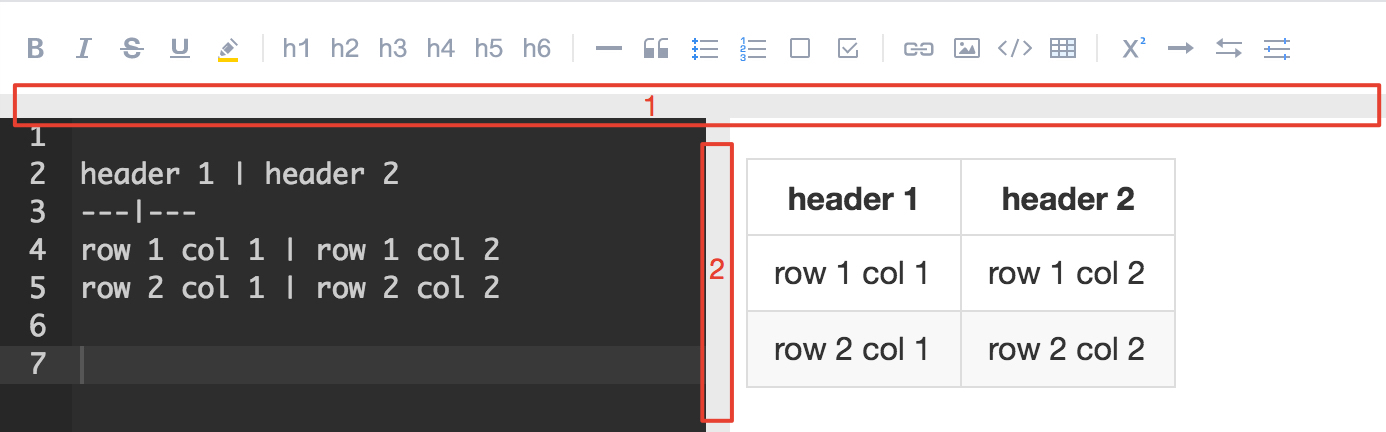 B I S U h1 h2 h3 h4 h5 h6 </> X²
1
1
2 header 1 | header 2
3 ---|---
4 row 1 col 1 | row 1 col 2
5 row 2 col 1 | row 2 col 2
6
7
2
header 1 header 2
row 1 col 1 row 1 col 2
row 2 col 1 row 2 col 2